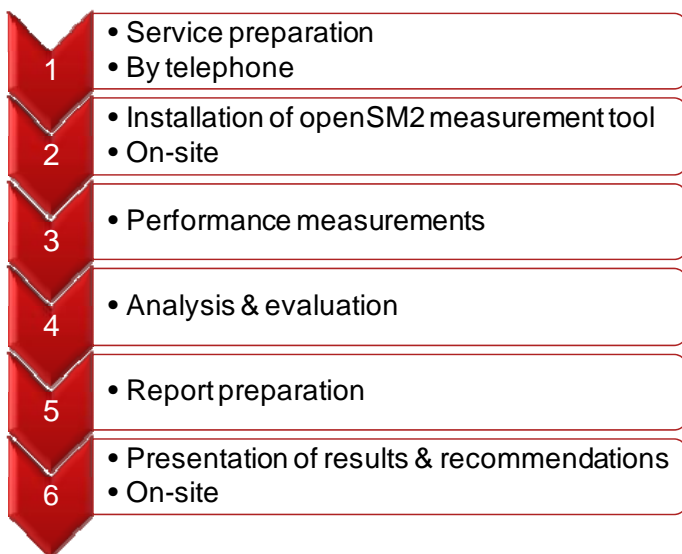 1
• Service preparation
• By telephone
2
• Installation of openSM2 measurement tool
• On-site
3
• Performance measurements
4
• Analysis & evaluation
5
• Report preparation
6
• Presentation of results & recommendations
• On-site